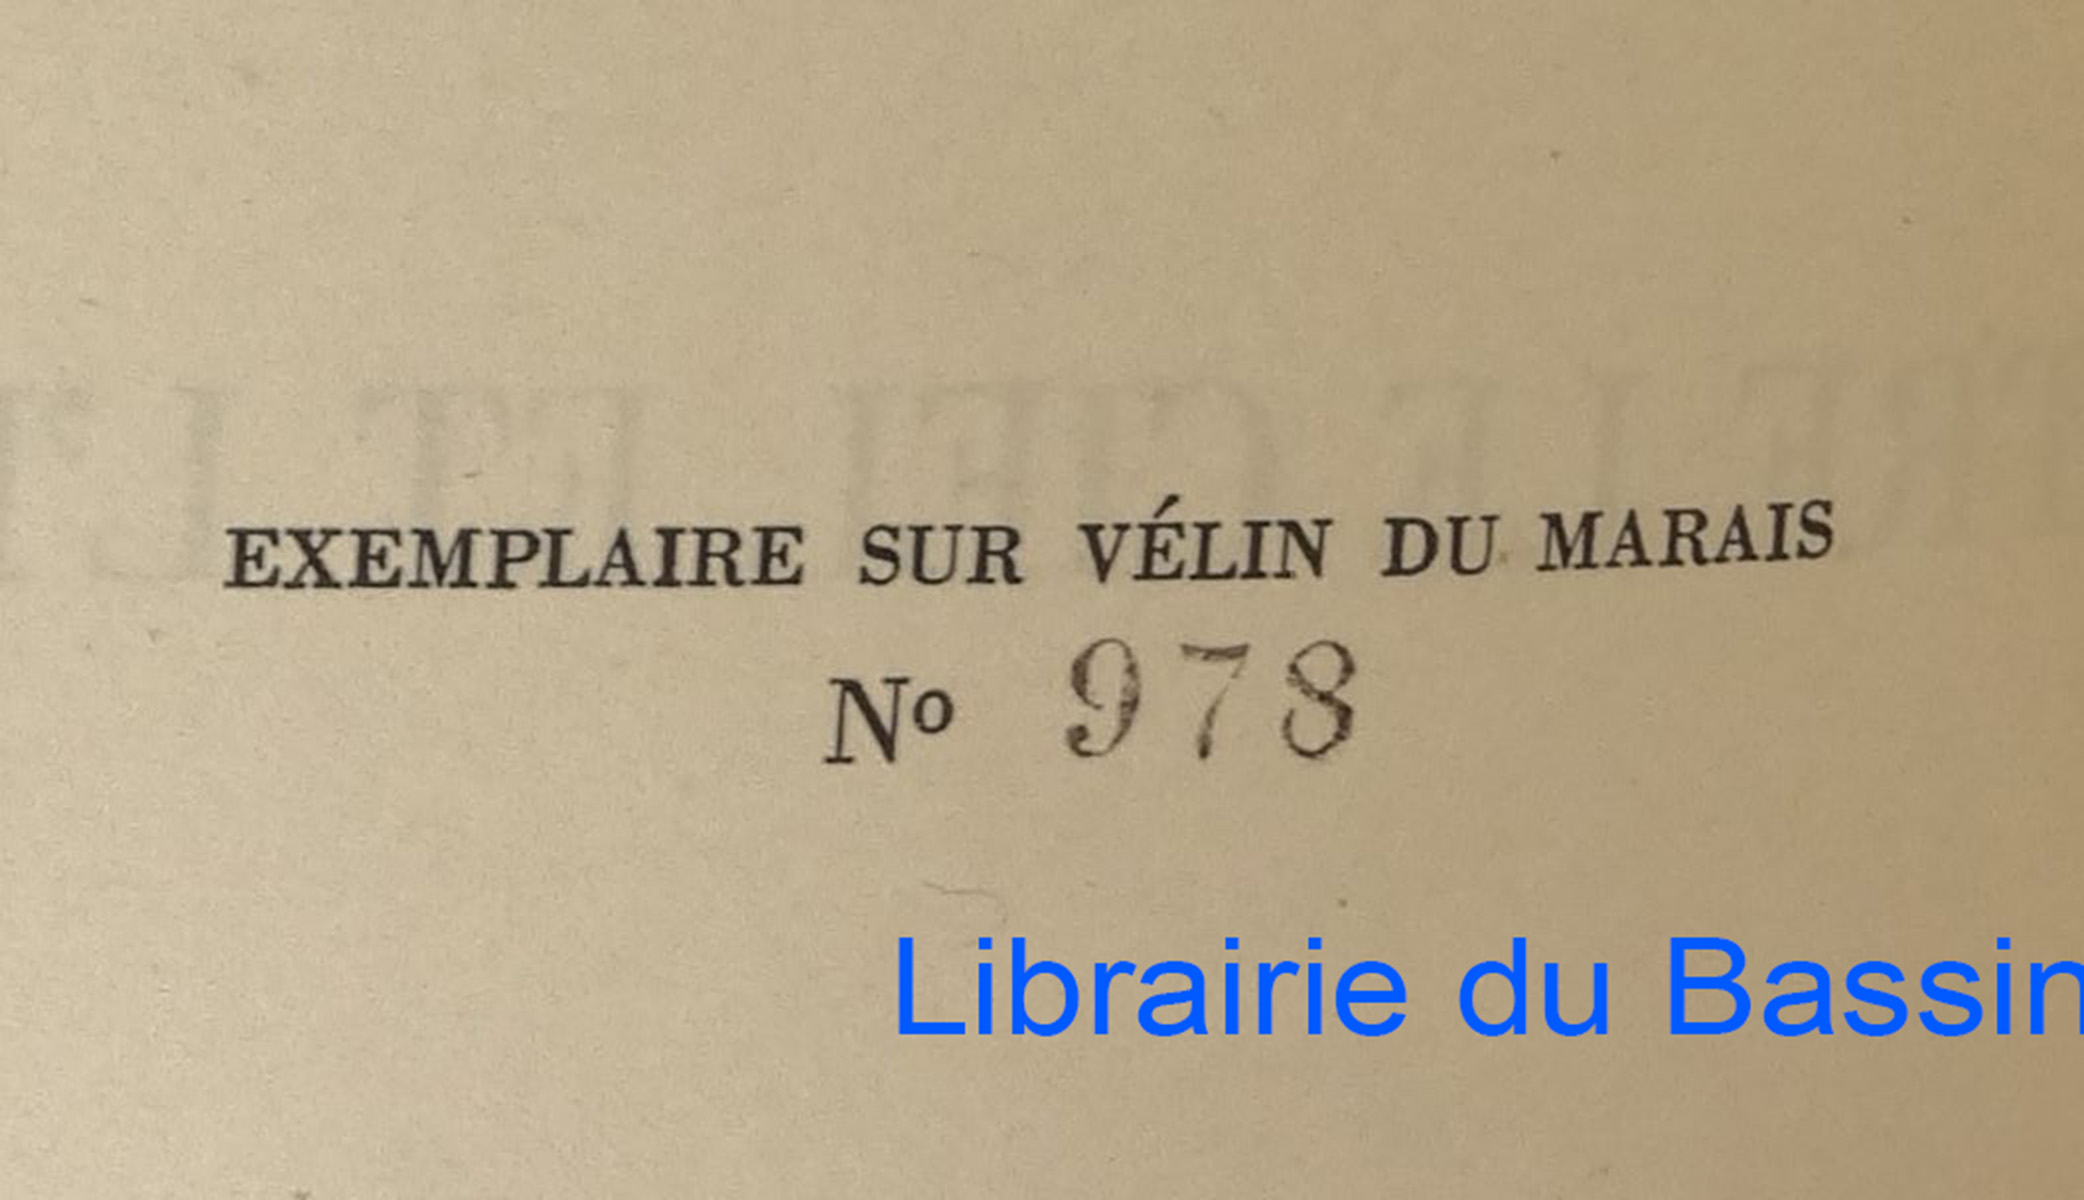 EXEMPLAIRE SUR VÉLIN DU MARAIS
Nº 978
Librairie du Bassin